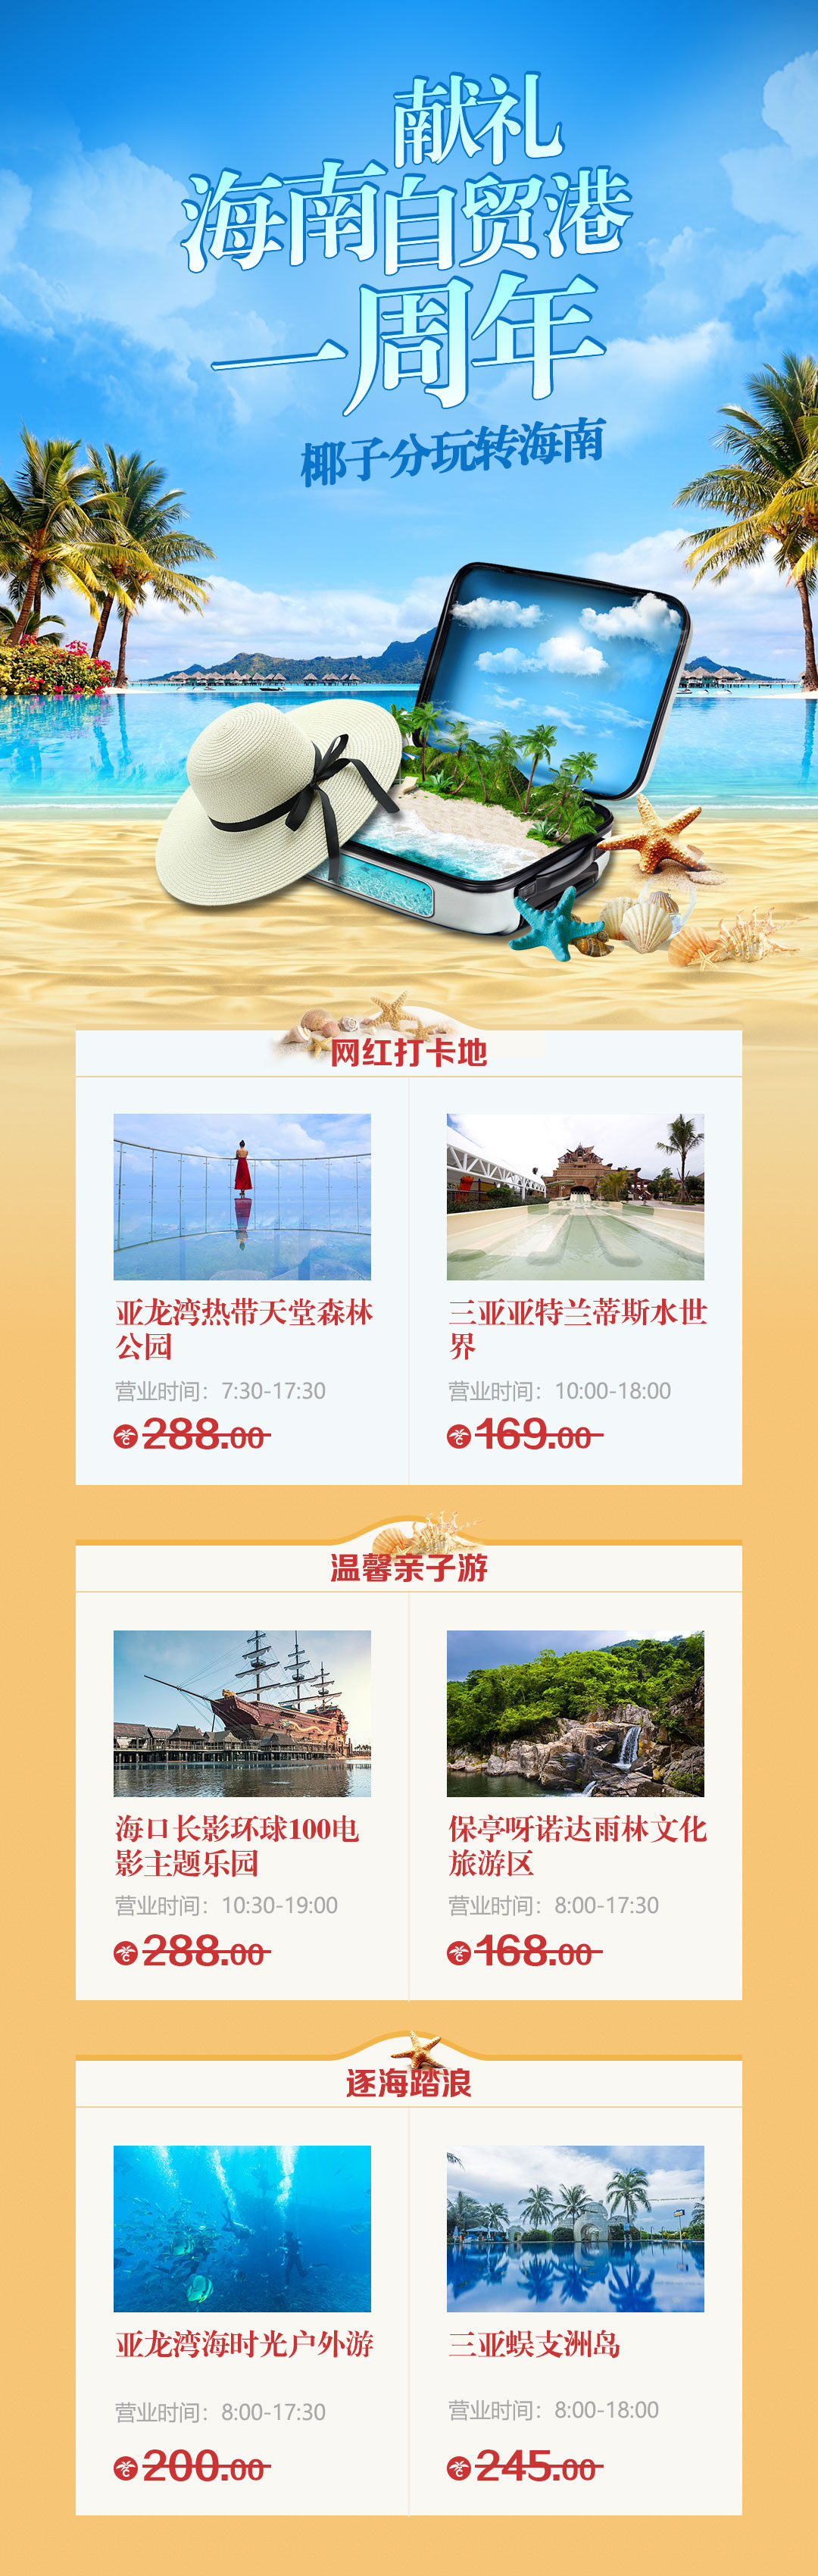 献礼
海南自贸港
一周年
椰子分玩转海南
网红打卡地
亚龙湾热带天堂森林
公园
营业时间：7:30-17:30
288.00
三亚亚特兰蒂斯水世
界
营业时间：10:00-18:00
169.00
温馨亲子游
海口长影环球100电
影主题乐园
营业时间：10:30-19:00
288.00
保亭呀诺达雨林文化
旅游区
营业时间：8:00-17:30
168.00
逐海踏浪
亚龙湾海时光户外游
营业时间：8:00-17:30
200.00
三亚蜈支洲岛
营业时间：8:00-18:00
245.00